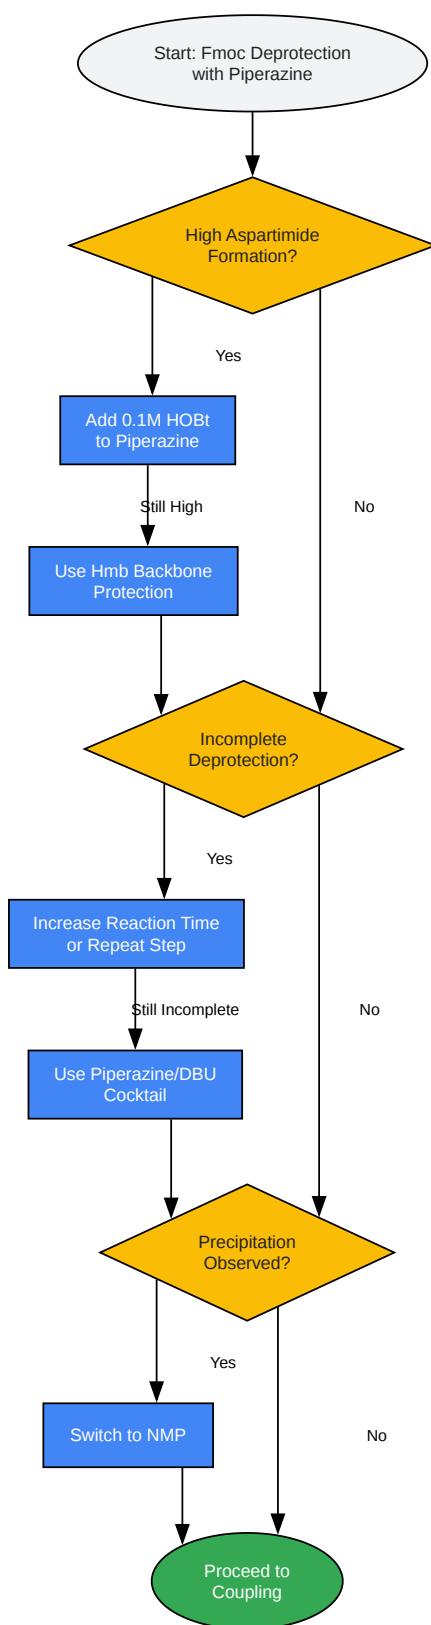 Start: Fmoc Deprotection
with Piperazine
High Aspartimide
Formation?
Yes
Add 0.1M HOBt
to Piperazine
Still High
No
Use Hmb Backbone
Protection
Incomplete
Deprotection?
Yes
Increase Reaction Time
or Repeat Step
Still Incomplete
No
Use Piperazine/DBU
Cocktail
Precipitation
Observed?
Yes
Switch to NMP
No
Proceed to
Coupling